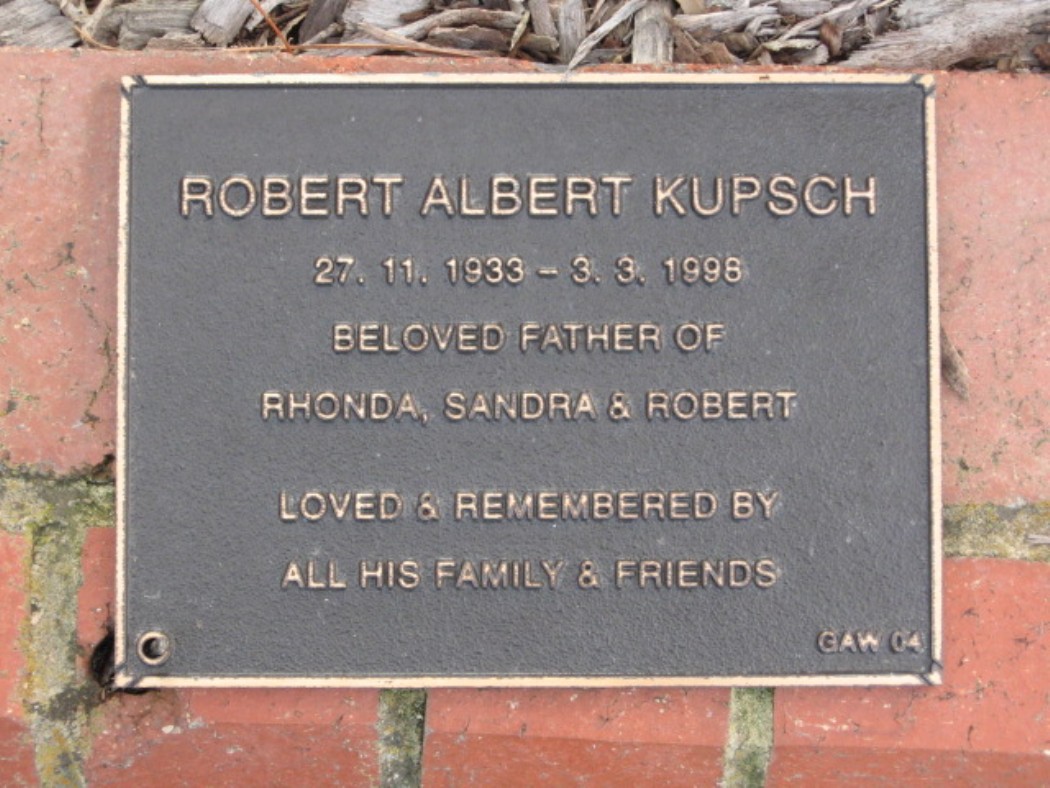 ROBERT ALBERT KUPSCH
27. 11. 1933 – 3. 3. 1998
BELOVED FATHER OF
RHONDA, SANDRA & ROBERT
LOVED & REMEMBERED BY
ALL HIS FAMILY & FRIENDS
GAW 04